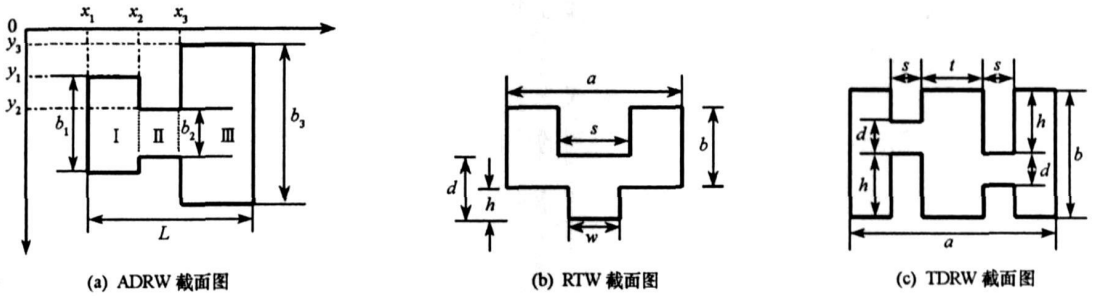 x₁ x₂ x₃
0
y₃
y₁
y₂
b₁ I II b₂ III b₃
L
(a) ADRW 截面图
a
s
b
d
h
w
(b) RTW 截面图
s t s
d h
b
h d
a
(c) TDRW 截面图